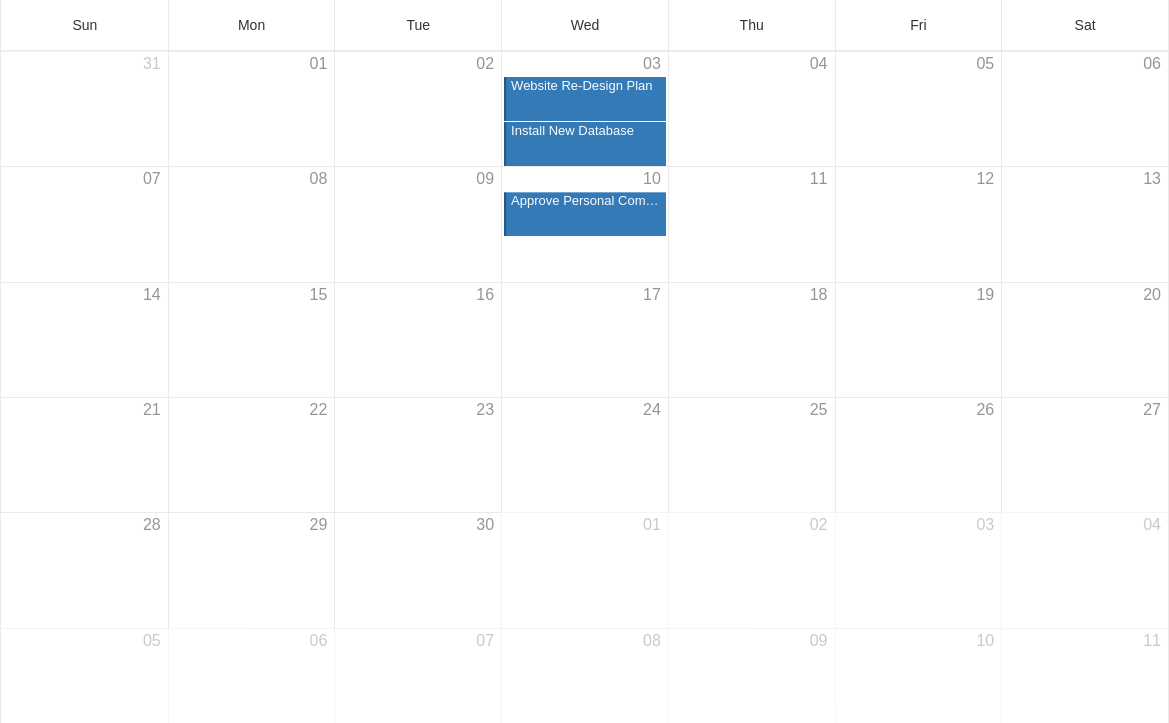 Sun Mon Tue Wed Thu Fri Sat
31 01 02 03 04 05 06
Website Re-Design Plan
Install New Database
07 08 09 10 11 12 13
Approve Personal Com…
14 15 16 17 18 19 20
21 22 23 24 25 26 27
28 29 30 01 02 03 04
05 06 07 08 09 10 11